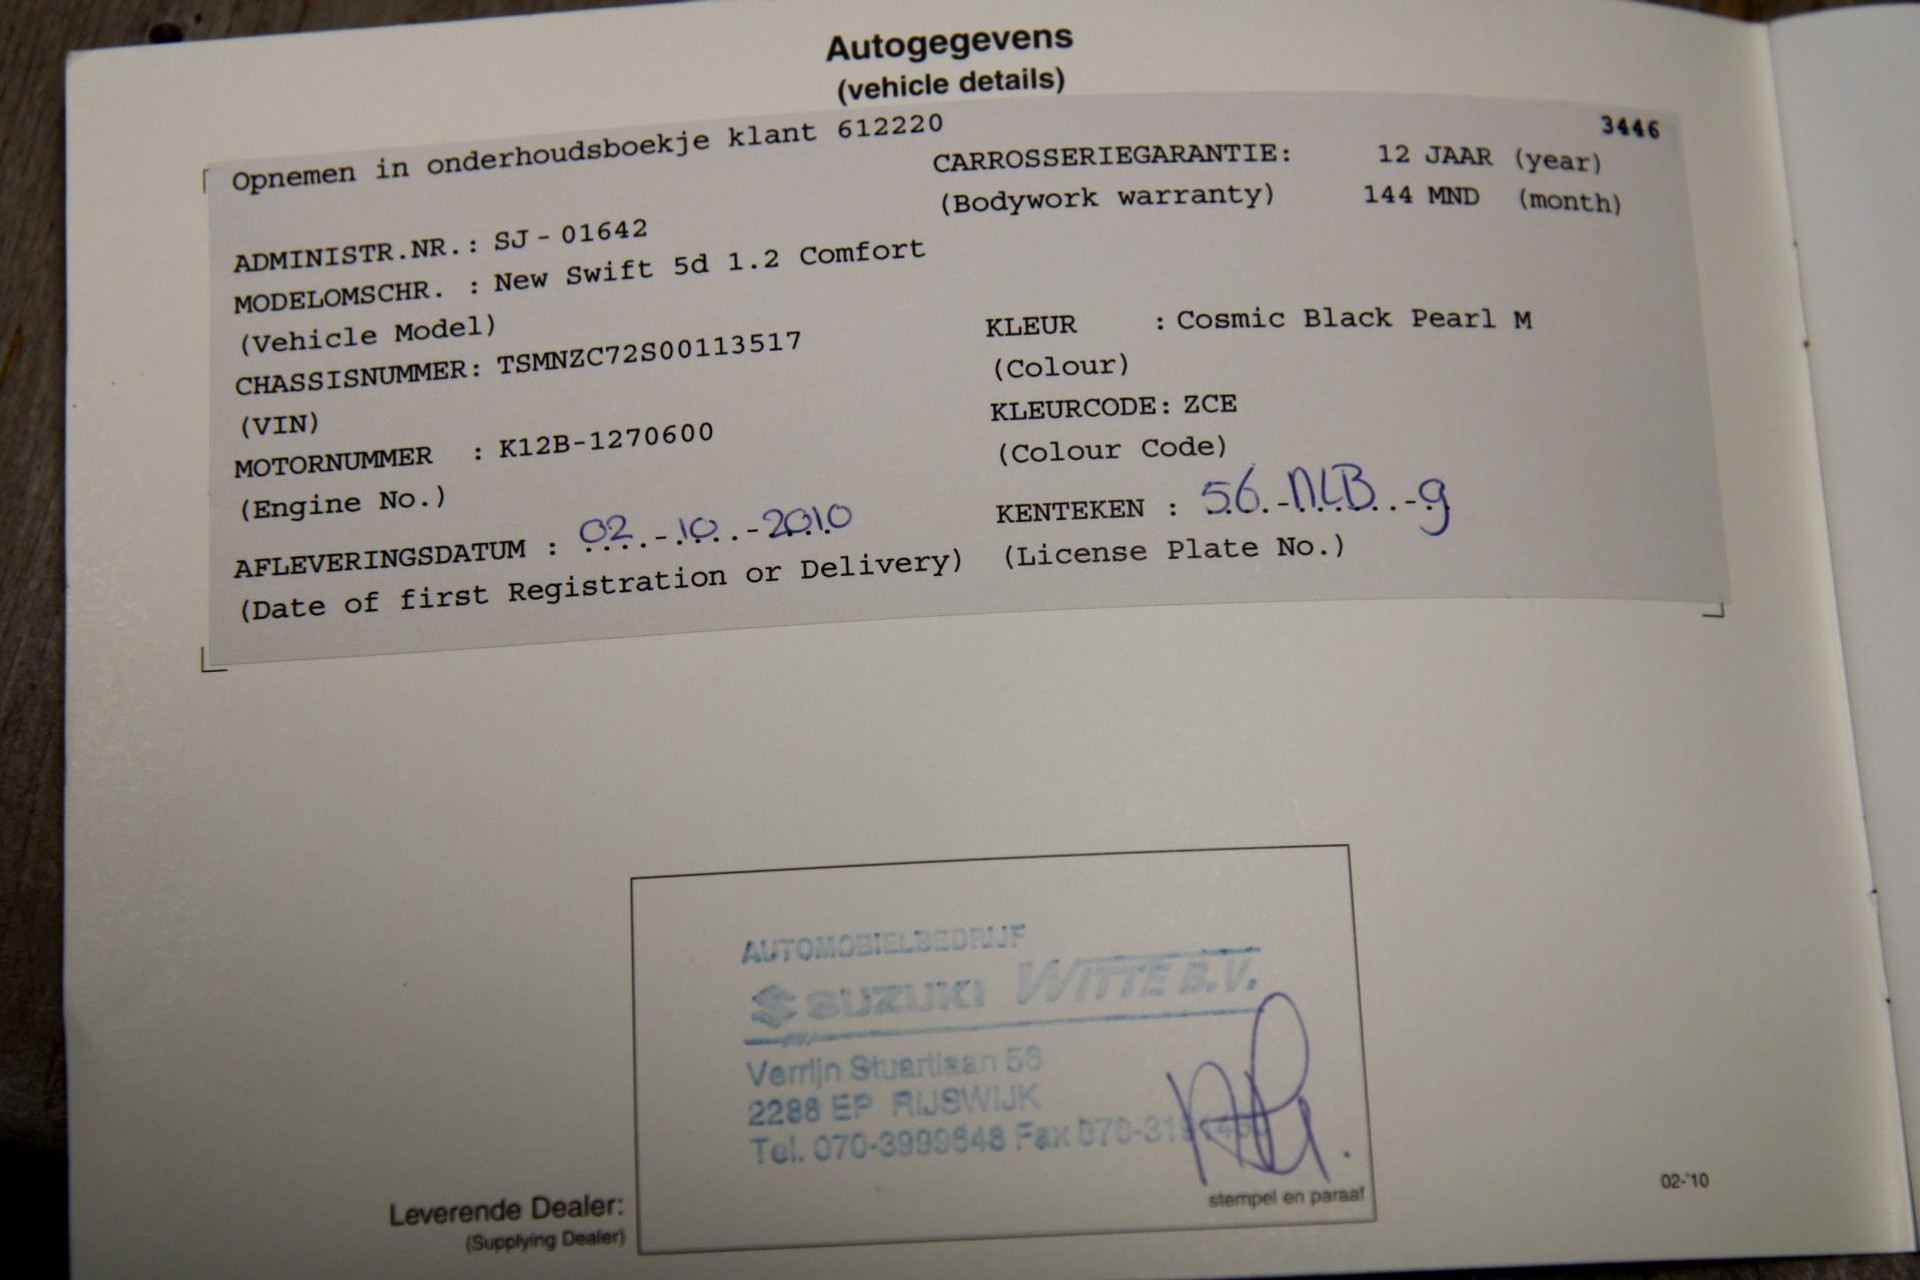 Autogegevens
(vehicle details)
Opnemen in onderhoudsboekje klant 612220
3446
CARROSSERIEGARANTIE: 12 JAAR (year)
(Bodywork warranty) 144 MND (month)
ADMINISTR.NR.: SJ - 01642
MODELOMSCHR. : New Swift 5d 1.2 Comfort
(Vehicle Model)
KLEUR : Cosmic Black Pearl M
(Colour)
CHASSISNUMMER: TSMNZC72S00113517
(VIN)
KLEURCODE: ZCE
(Colour Code)
MOTORNUMMER : K12B-1270600
(Engine No.)
KENTEKEN : 56.-NLB.-9
(License Plate No.)
AFLEVERINGSDATUM : 02-10-2010
(Date of first Registration or Delivery)
AUTOMOBIELBEDRIJF
SUZUKI WITTE B.V.
Verrijn Stuartlaan 56
2288 EP RIJSWIJK
Tel. 070-3999648 Fax
stempel en paraaf
Leverende Dealer:
(Supplying Dealer)
02-'10